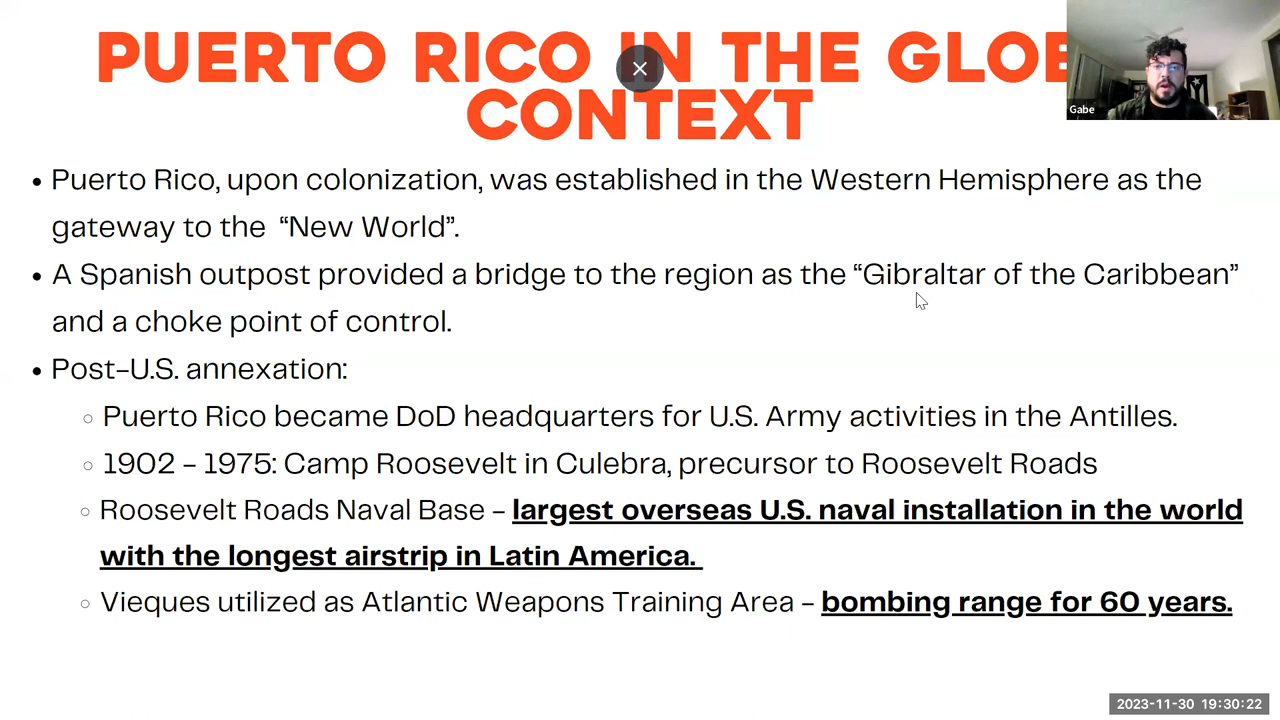 PUERTO RICO IN THE GLOB
CONTEXT
Gabe
• Puerto Rico, upon colonization, was established in the Western Hemisphere as the
gateway to the “New World”.
• A Spanish outpost provided a bridge to the region as the “Gibraltar of the Caribbean”
and a choke point of control.
• Post-U.S. annexation:
◦ Puerto Rico became DoD headquarters for U.S. Army activities in the Antilles.
◦ 1902 - 1975: Camp Roosevelt in Culebra, precursor to Roosevelt Roads
◦ Roosevelt Roads Naval Base - largest overseas U.S. naval installation in the world
with the longest airstrip in Latin America.
◦ Vieques utilized as Atlantic Weapons Training Area - bombing range for 60 years.
2023-11-30 19:30:22